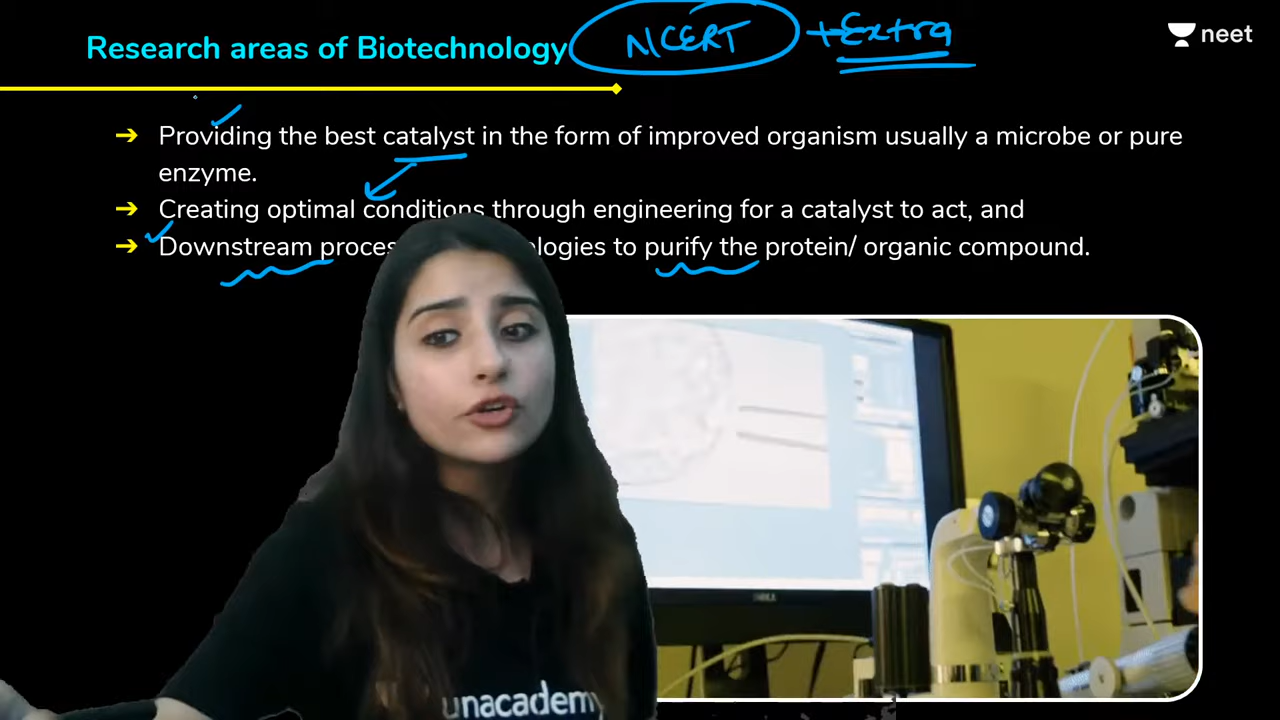 Research areas of Biotechnology NCERT + Extra
neet
➔ Providing the best catalyst in the form of improved organism usually a microbe or pure
enzyme.
➔ Creating optimal conditions through engineering for a catalyst to act, and
➔ Downstream to purify the protein/ organic compound.
DELL
unacademy